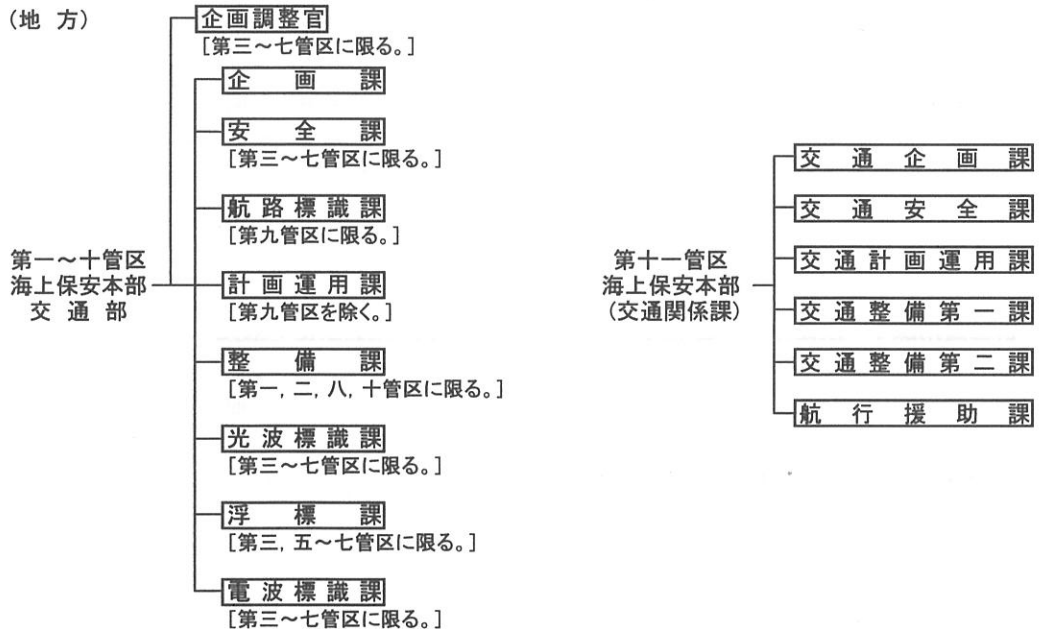 (地 方)
企画調整官
[第三～七管区に限る。]
企画課
安全課
[第三～七管区に限る。]
航路標識課
[第九管区に限る。]
第一～十管区
海上保安本部
交通部
計画運用課
[第九管区を除く。]
整備課
[第一, 二, 八, 十管区に限る。]
光波標識課
[第三～七管区に限る。]
浮標課
[第三, 五～七管区に限る。]
電波標識課
[第三～七管区に限る。]
第十一管区
海上保安本部
(交通関係課)
交通企画課
交通安全課
交通計画運用課
交通整備第一課
交通整備第二課
航行援助課